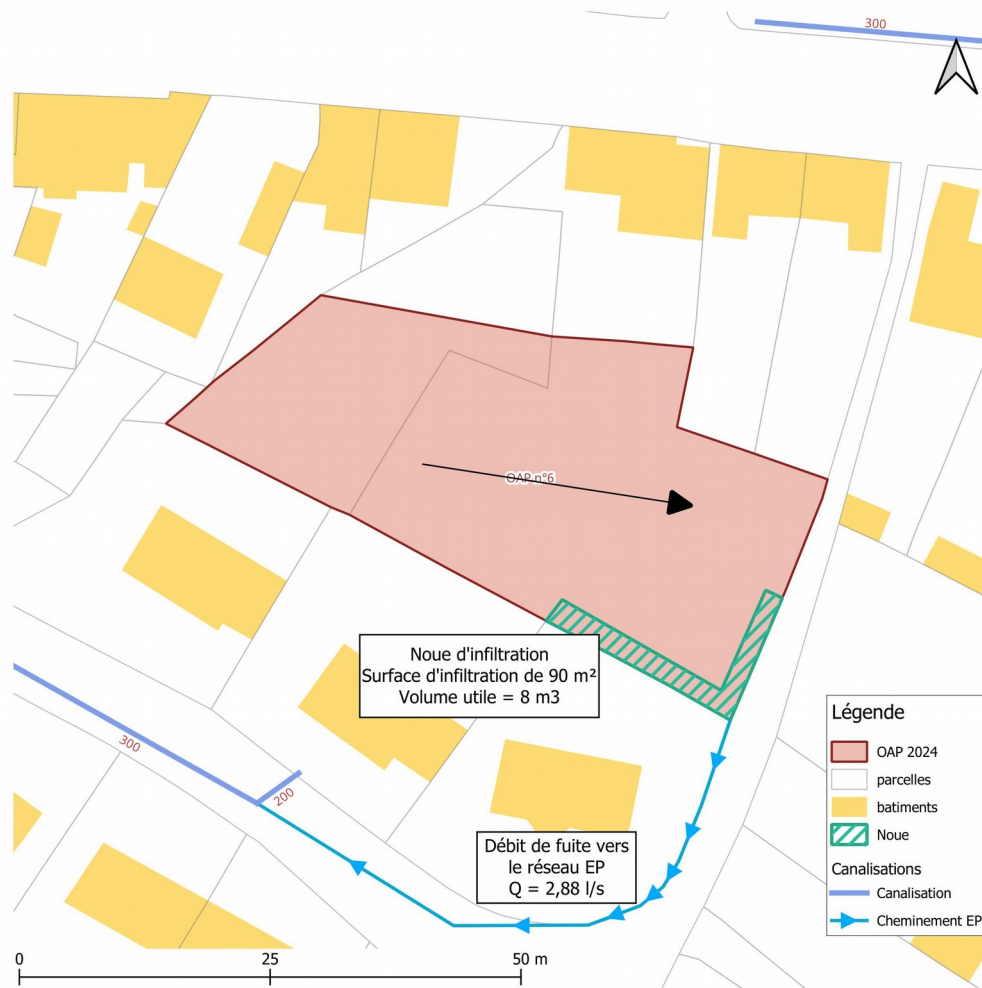 300
OAP n°6
Noue d'infiltration
Surface d'infiltration de 90 m²
Volume utile = 8 m3
300
200
Débit de fuite vers
le réseau EP
Q = 2,88 l/s
Légende
OAP 2024
parcelles
batiments
Noue
Canalisations
Canalisation
Cheminement EP
0 25 50 m